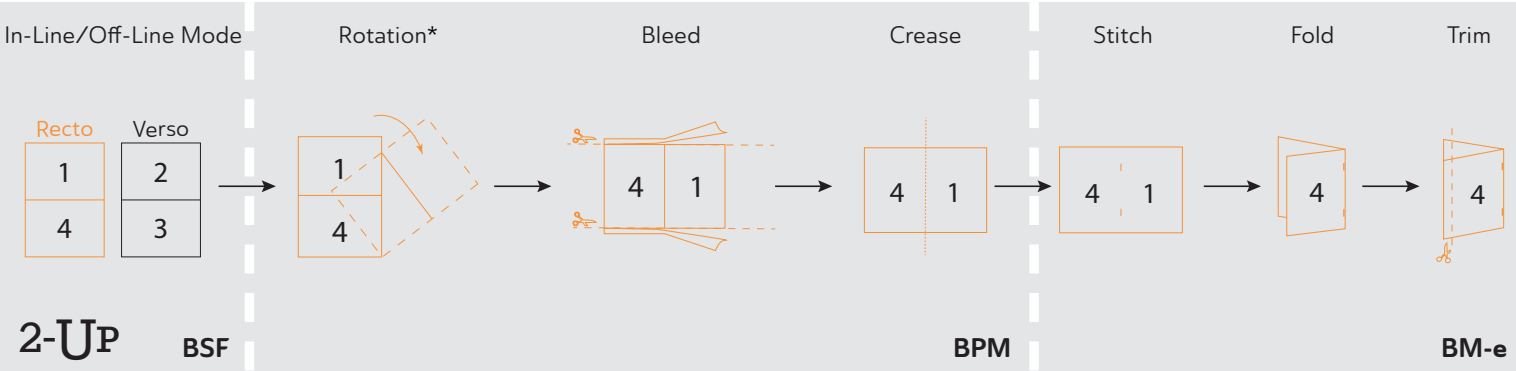 In-Line/Off-Line Mode
Rotation*
Bleed
Crease
Stitch
Fold
Trim
Recto
Verso
1
2
4
3
1
4
4 1
4 1
4 1
4
4
2-UP
BSF
BPM
BM-e